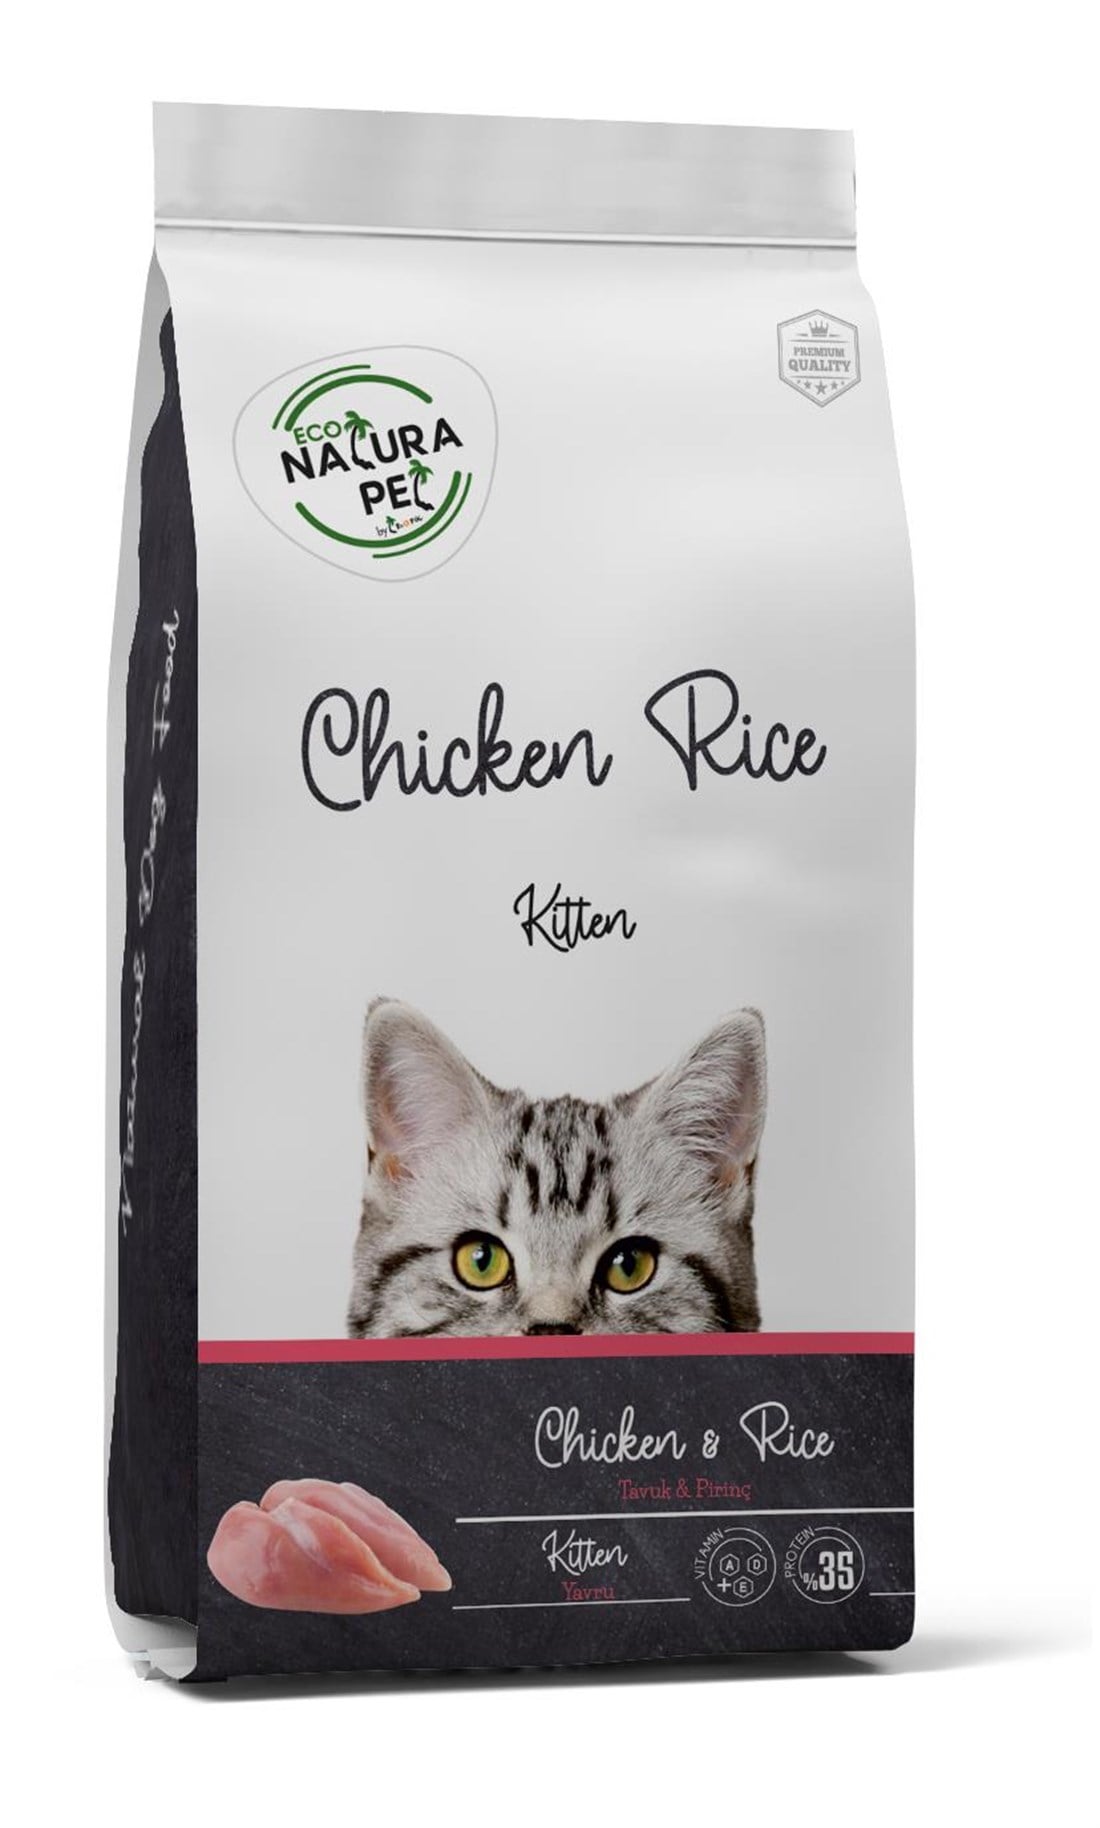 PREMIUM
QUALITY
ECO
NATURA
PET
by TROPIC
Chicken Rice
Kitten
Natural Dog Food
Chicken & Rice
Tavuk & Pirinç
Kitten
Yavru
VITAMIN
A D
+E
PROTEIN
%35